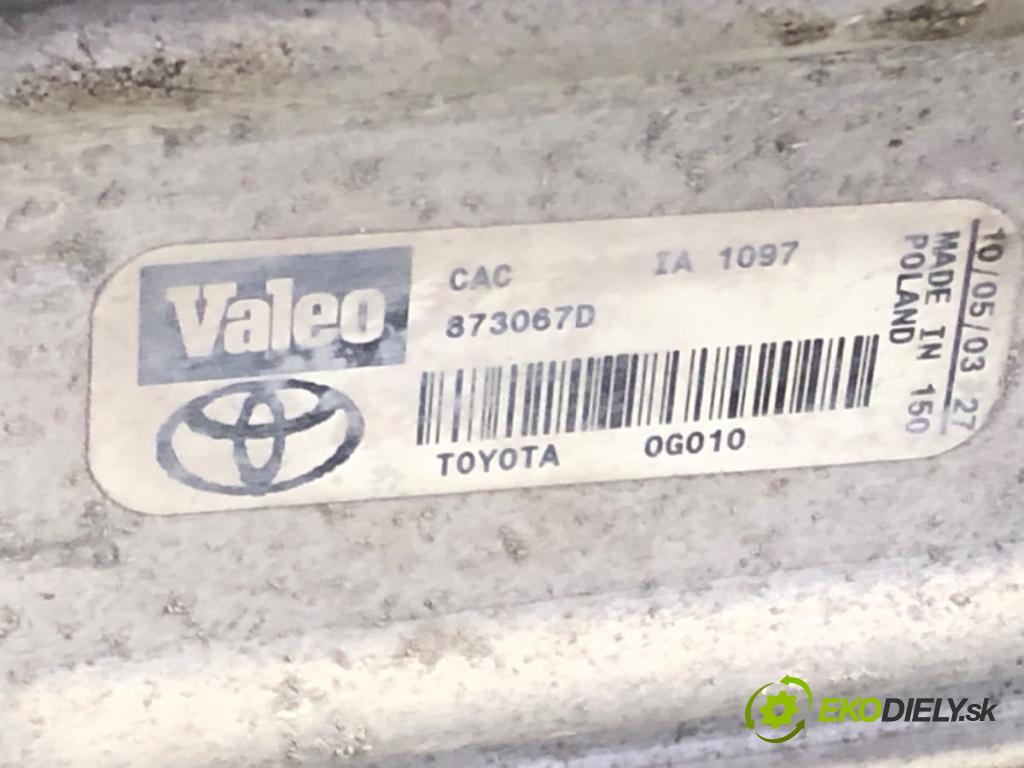 Valeo
CAC IA 1097
873067D
TOYOTA 0G010
10/05/03 27
MADE IN 150
POLAND
EKODIELY.sk